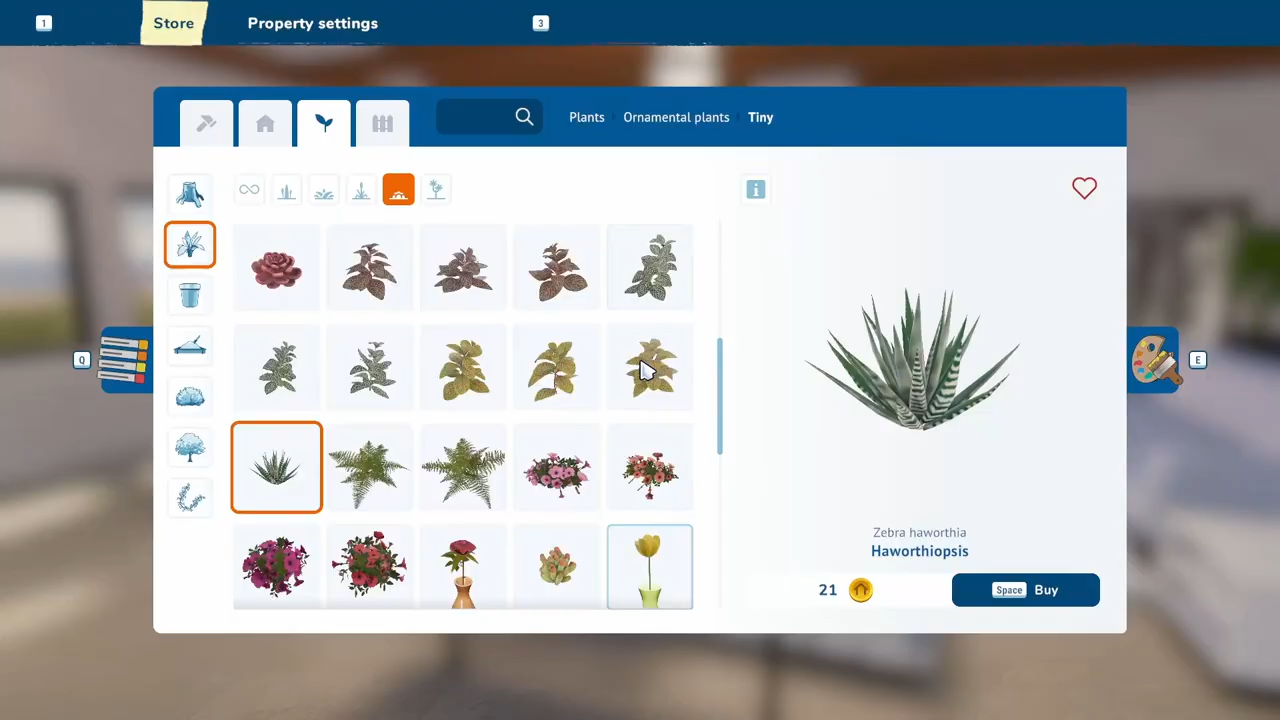 1
Store
Property settings
3
Plants
Ornamental plants
Tiny
Q
E
Zebra haworthia
Haworthiopsis
21
Space
Buy